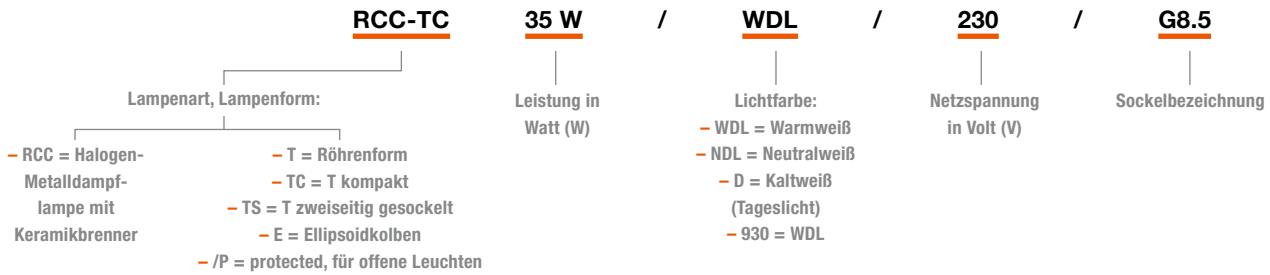 RCC-TC 35 W / WDL / 230 / G8.5
Lampenart, Lampenform:
– RCC = Halogen-
Metalldampf-
lampe mit
Keramikbrenner
– T = Röhrenform
– TC = T kompakt
– TS = T zweiseitig gesockelt
– E = Ellipsoidkolben
– /P = protected, für offene Leuchten
Leistung in
Watt (W)
Lichtfarbe:
– WDL = Warmweiß
– NDL = Neutralweiß
– D = Kaltweiß
(Tageslicht)
– 930 = WDL
Netzspannung
in Volt (V)
Sockelbezeichnung